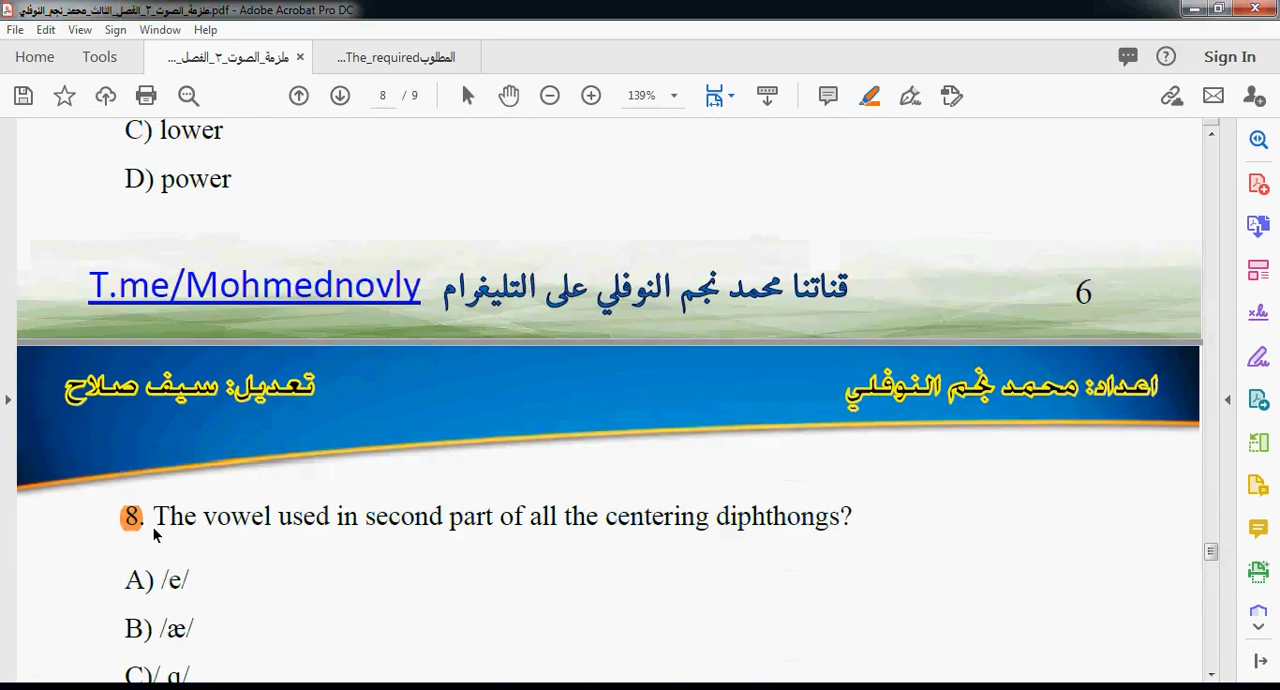 ملزمة_الصوت_٢_الفصل_الثالث_محمد_نجم_النوفلي.pdf - Adobe Acrobat Pro DC
File Edit View Sign Window Help
Home Tools ملزمة_الصوت_٢_الفصل_... × The_requiredالمطلوب... Sign In
8 / 9 139%
C) lower
D) power
T.me/Mohmednovly قناتنا محمد نجم النوفلي على التليغرام 6
تعديل: سيف صلاح اعداد: محمد نجم النوفلي
8. The vowel used in second part of all the centering diphthongs?
A) /e/
B) /æ/
C)/ ɑ/